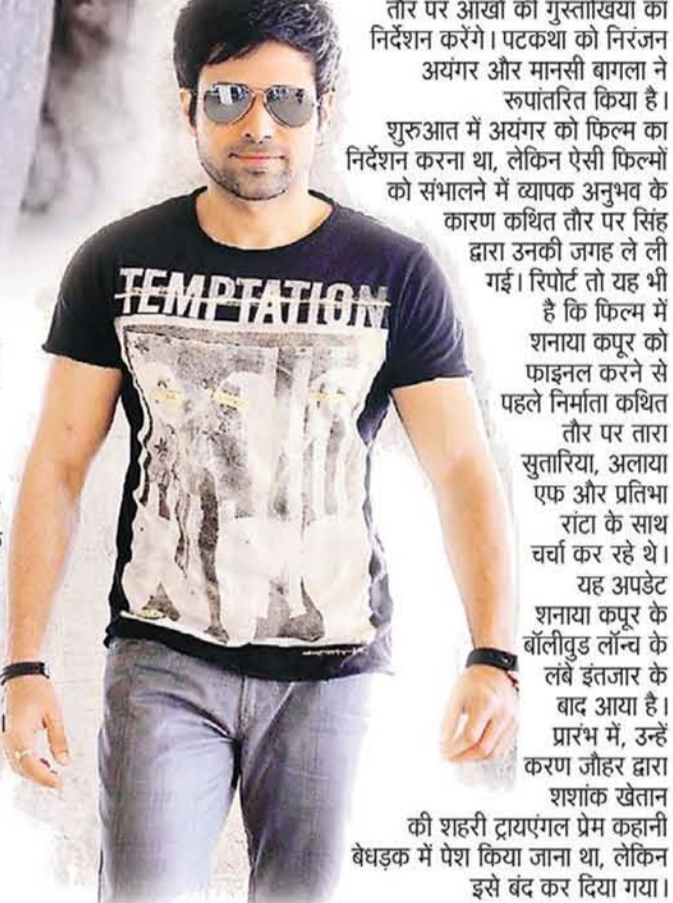 तौर पर आंखों की गुस्ताखियां का
निर्देशन करेंगे। पटकथा को निरंजन
अयंगर और मानसी बागला ने
रूपांतरित किया है।
शुरुआत में अयंगर को फिल्म का
निर्देशन करना था, लेकिन ऐसी फिल्मों
को संभालने में व्यापक अनुभव के
कारण कथित तौर पर सिंह
द्वारा उनकी जगह ले ली
गई। रिपोर्ट तो यह भी
है कि फिल्म में
शनाया कपूर को
फाइनल करने से
पहले निर्माता कथित
तौर पर तारा
सुतारिया, अलाया
एफ और प्रतिभा
रांटा के साथ
चर्चा कर रहे थे।
यह अपडेट
शनाया कपूर के
बॉलीवुड लॉन्च के
लंबे इंतजार के
बाद आया है।
प्रारंभ में, उन्हें
करण जौहर द्वारा
शशांक खेतान
की शहरी ट्रायएंगल प्रेम कहानी
बेधड़क में पेश किया जाना था, लेकिन
इसे बंद कर दिया गया।
TEMPTATION